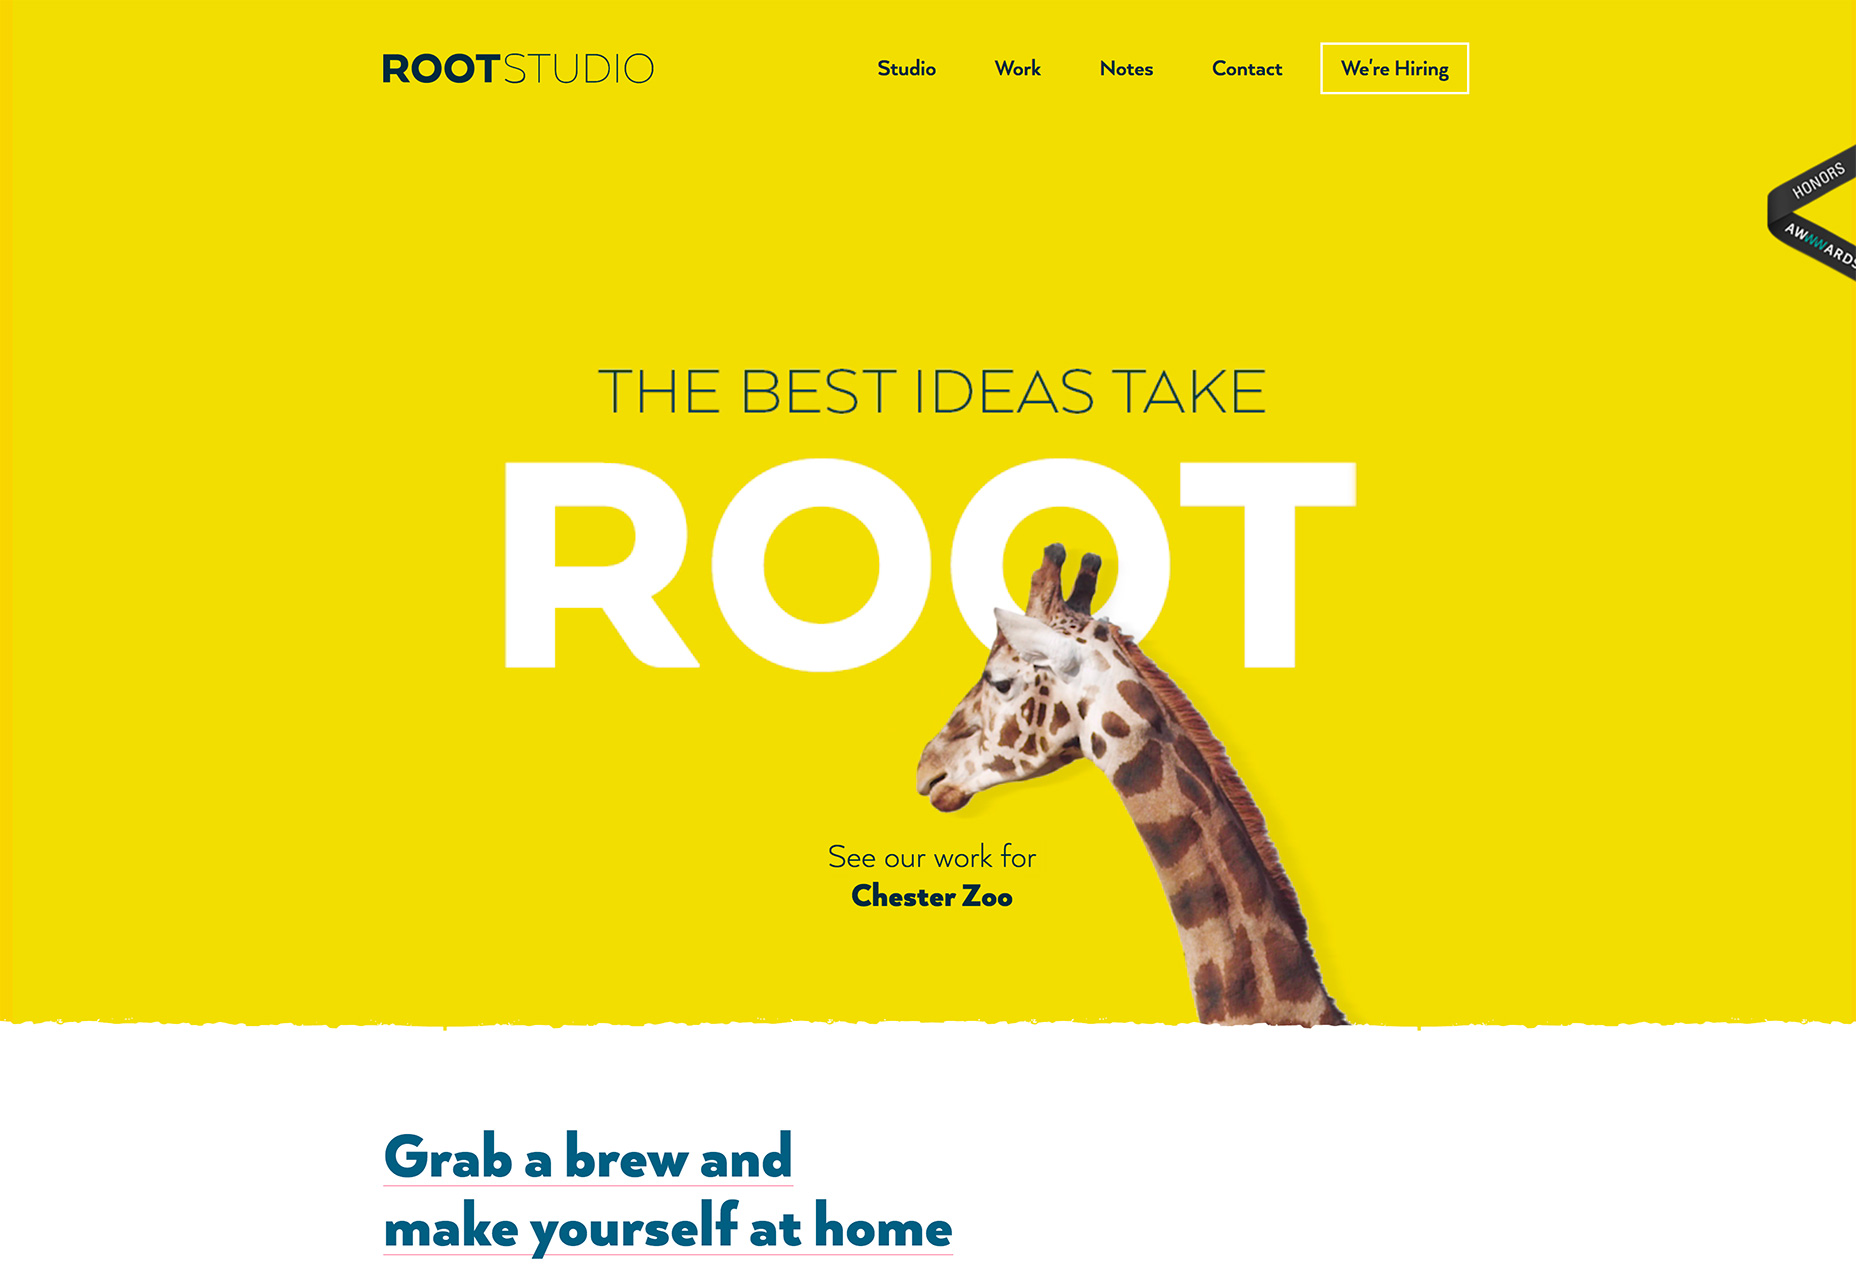 ROOTSTUDIO
Studio
Work
Notes
Contact
We're Hiring
HONORS
AWWWARDS
THE BEST IDEAS TAKE
ROOT
See our work for
Chester Zoo
Grab a brew and
make yourself at home